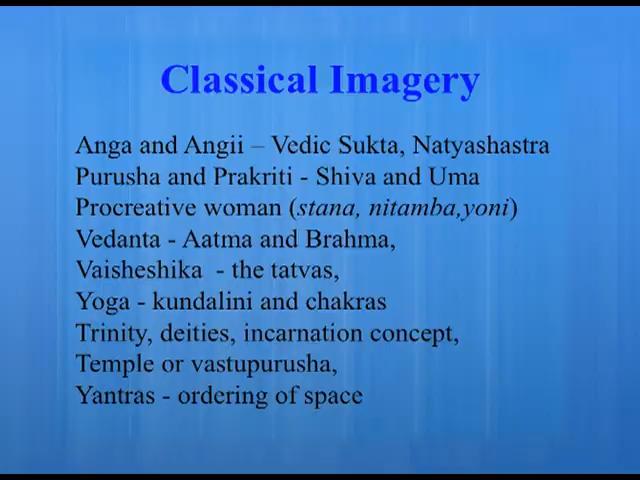 Classical Imagery
Anga and Angii – Vedic Sukta, Natyashastra
Purusha and Prakriti - Shiva and Uma
Procreative woman (stana, nitamba,yoni)
Vedanta - Aatma and Brahma,
Vaisheshika - the tatvas,
Yoga - kundalini and chakras
Trinity, deities, incarnation concept,
Temple or vastupurusha,
Yantras - ordering of space